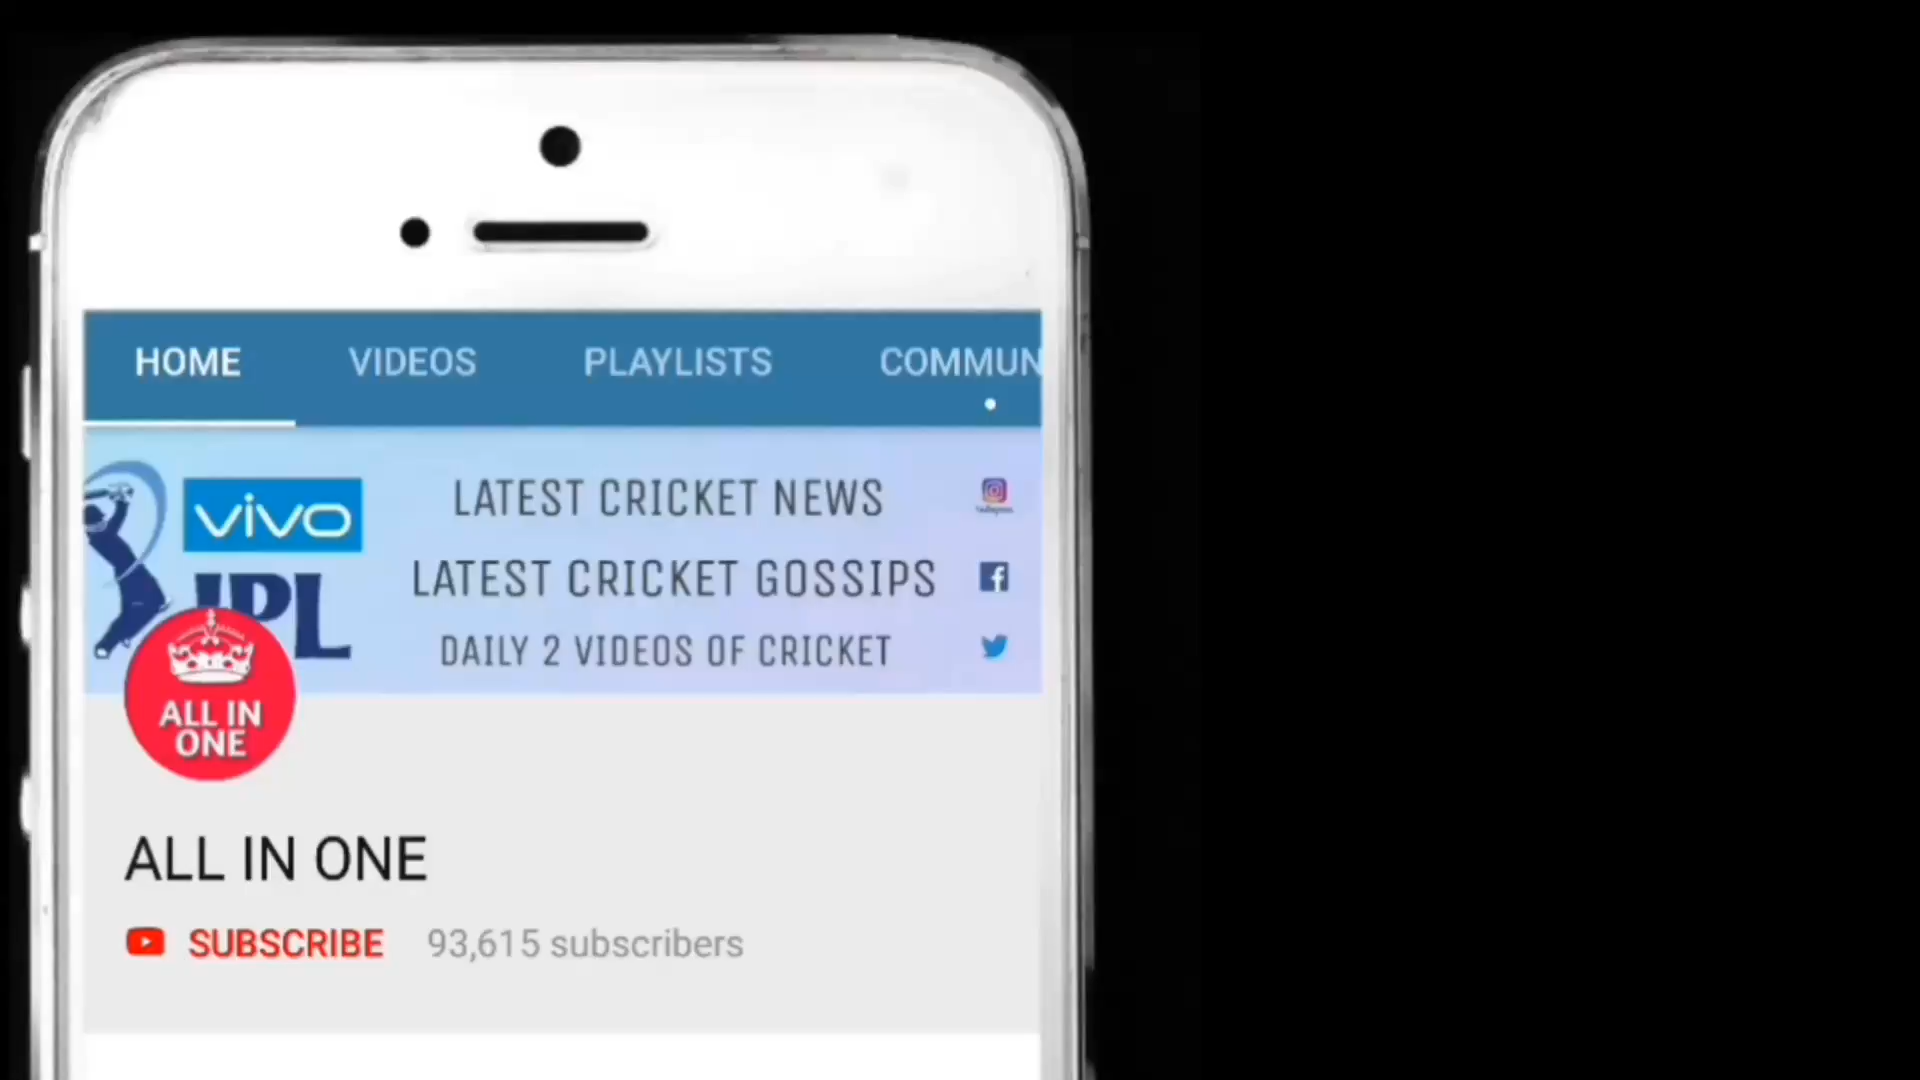 HOME VIDEOS PLAYLISTS COMMUN
vivo
IPL
LATEST CRICKET NEWS
LATEST CRICKET GOSSIPS
DAILY 2 VIDEOS OF CRICKET
ALL IN
ONE
ALL IN ONE
SUBSCRIBE 93,615 subscribers